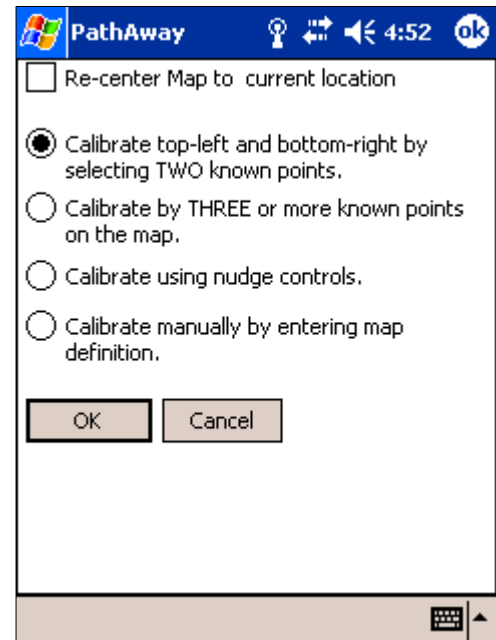 PathAway 4:52 ok
Re-center Map to current location
Calibrate top-left and bottom-right by
selecting TWO known points.
Calibrate by THREE or more known points
on the map.
Calibrate using nudge controls.
Calibrate manually by entering map
definition.
OK Cancel